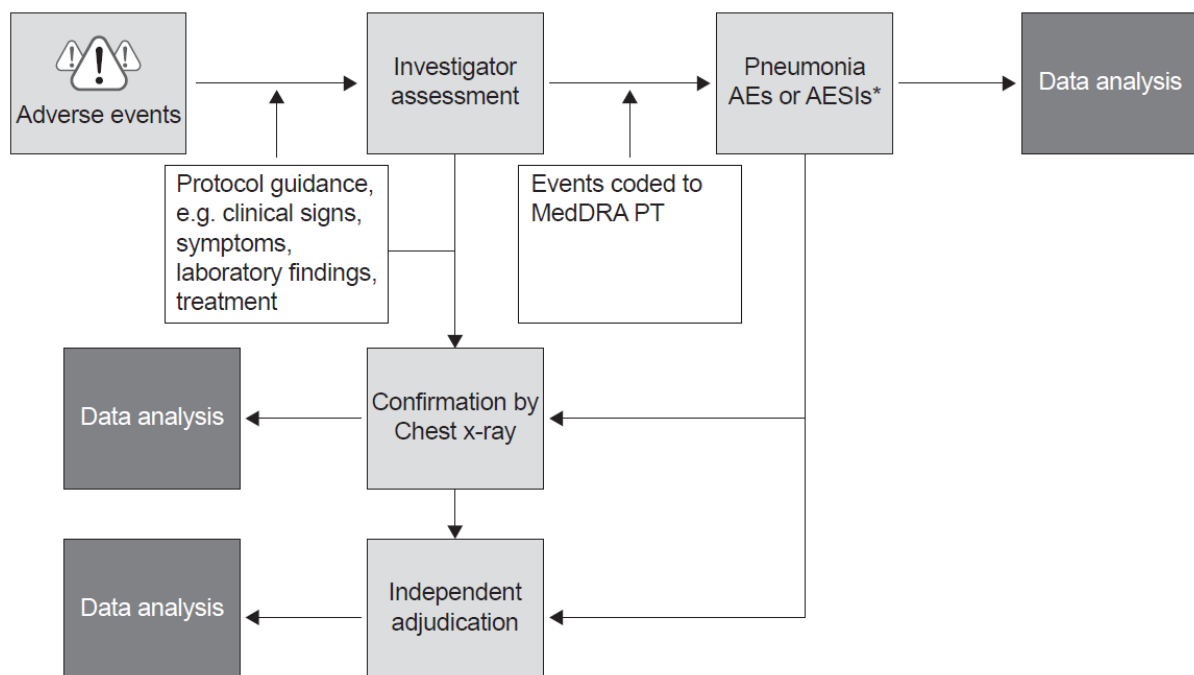 Adverse events
Investigator
assessment
Pneumonia
AEs or AESIs*
Data analysis
Protocol guidance,
e.g. clinical signs,
symptoms,
laboratory findings,
treatment
Events coded to
MedDRA PT
Data analysis
Confirmation by
Chest x-ray
Data analysis
Independent
adjudication